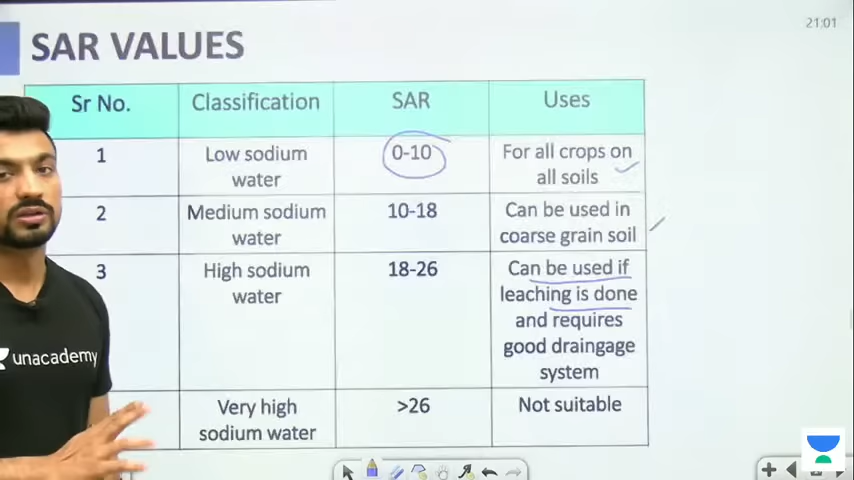 21:01
SAR VALUES
Sr No. Classification SAR Uses
1 Low sodium water 0-10 For all crops on all soils
2 Medium sodium water 10-18 Can be used in coarse grain soil
3 High sodium water 18-26 Can be used if leaching is done and requires good draingage system
Very high sodium water >26 Not suitable
unacademy